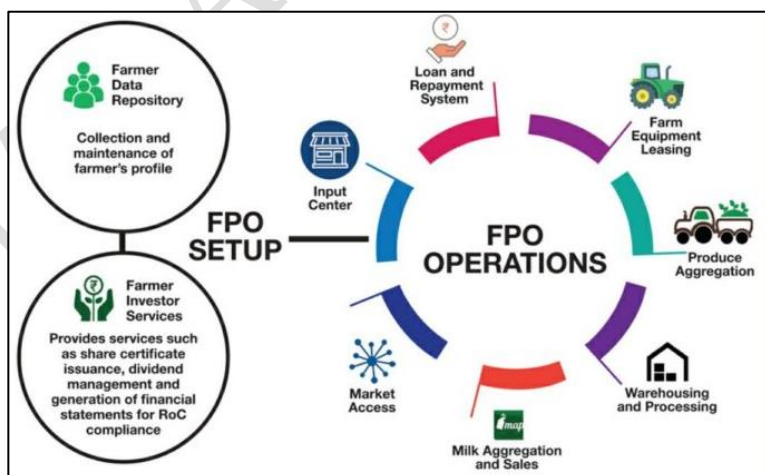 Farmer
Data
Repository
Collection and
maintenance of
farmer's profile
FPO
SETUP
Farmer
Investor
Services
Provides services such
as share certificate
issuance, dividend
management and
generation of financial
statements for RoC
compliance
FPO
OPERATIONS
Loan and
Repayment
System
Farm
Equipment
Leasing
Produce
Aggregation
Warehousing
and Processing
map
Milk Aggregation
and Sales
Market
Access
Input
Center